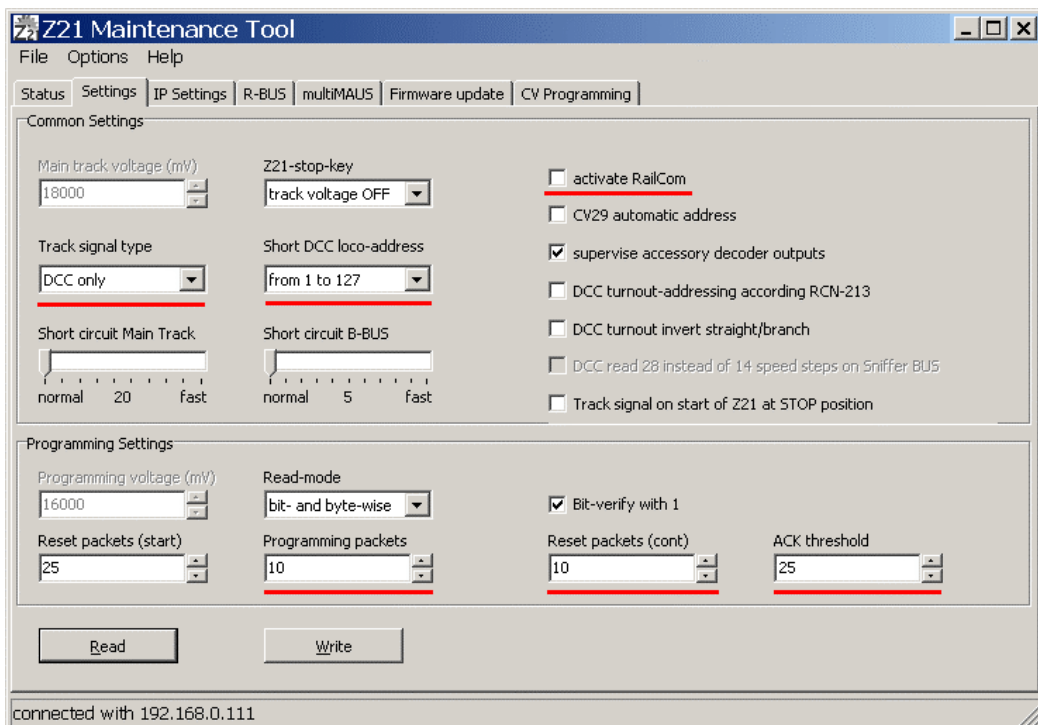 Z21 Maintenance Tool
File Options Help
Status Settings IP Settings R-BUS multiMAUS Firmware update CV Programming
Common Settings
Main track voltage (mV)
18000
Z21-stop-key
track voltage OFF
activate RailCom
CV29 automatic address
Track signal type
DCC only
Short DCC loco-address
from 1 to 127
supervise accessory decoder outputs
DCC turnout-addressing according RCN-213
Short circuit Main Track
normal 20 fast
Short circuit B-BUS
normal 5 fast
DCC turnout invert straight/branch
DCC read 28 instead of 14 speed steps on Sniffer BUS
Track signal on start of Z21 at STOP position
Programming Settings
Programming voltage (mV)
16000
Read-mode
bit- and byte-wise
Bit-verify with 1
Reset packets (start)
25
Programming packets
10
Reset packets (cont)
10
ACK threshold
25
Read
Write
connected with 192.168.0.111